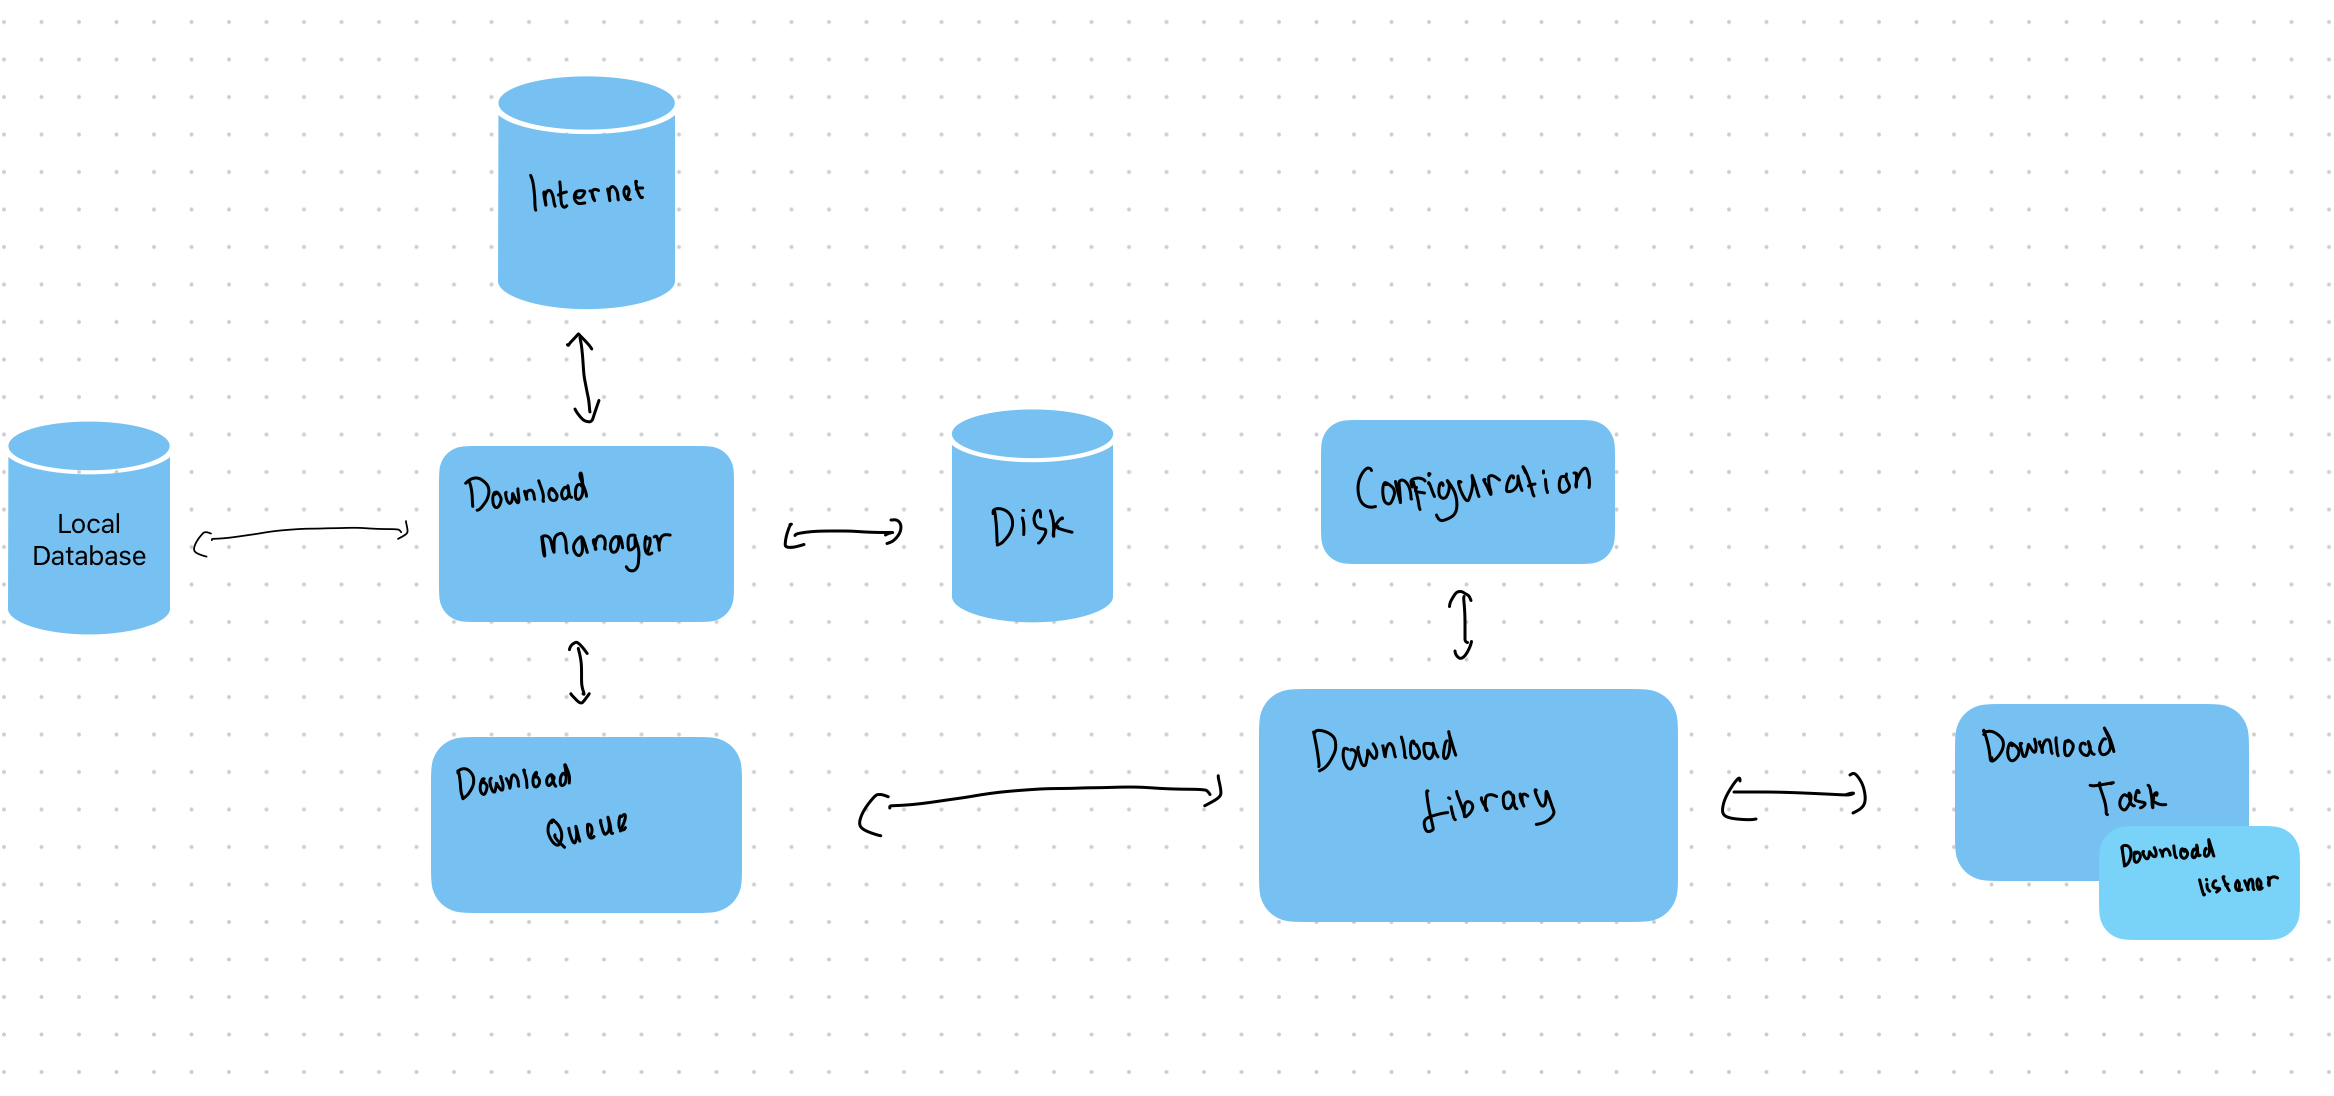 Internet
Local
Database
Download
Manager
Disk
Configuration
Download
Queue
Download
Library
Download
Task
Download
listener